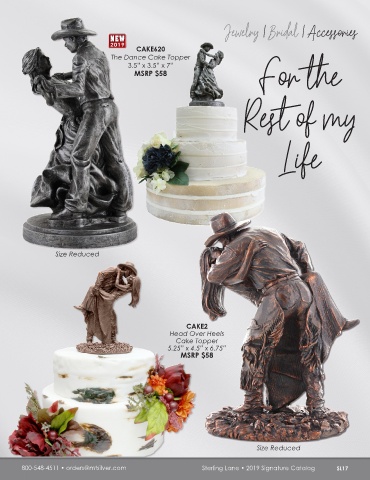 Jewelry | Bridal | Accessories
NEW
2019
CAKE620
The Dance Cake Topper
3.5" x 3.5" x 7"
MSRP $58
For the
Rest of my
Life
Size Reduced
CAKE2
Head Over Heels
Cake Topper
5.25" x 4.5" x 6.75"
MSRP $58
Size Reduced
800-548-4511 • orders@mtsilver.com
Sterling Lane • 2019 Signature Catalog
SL17